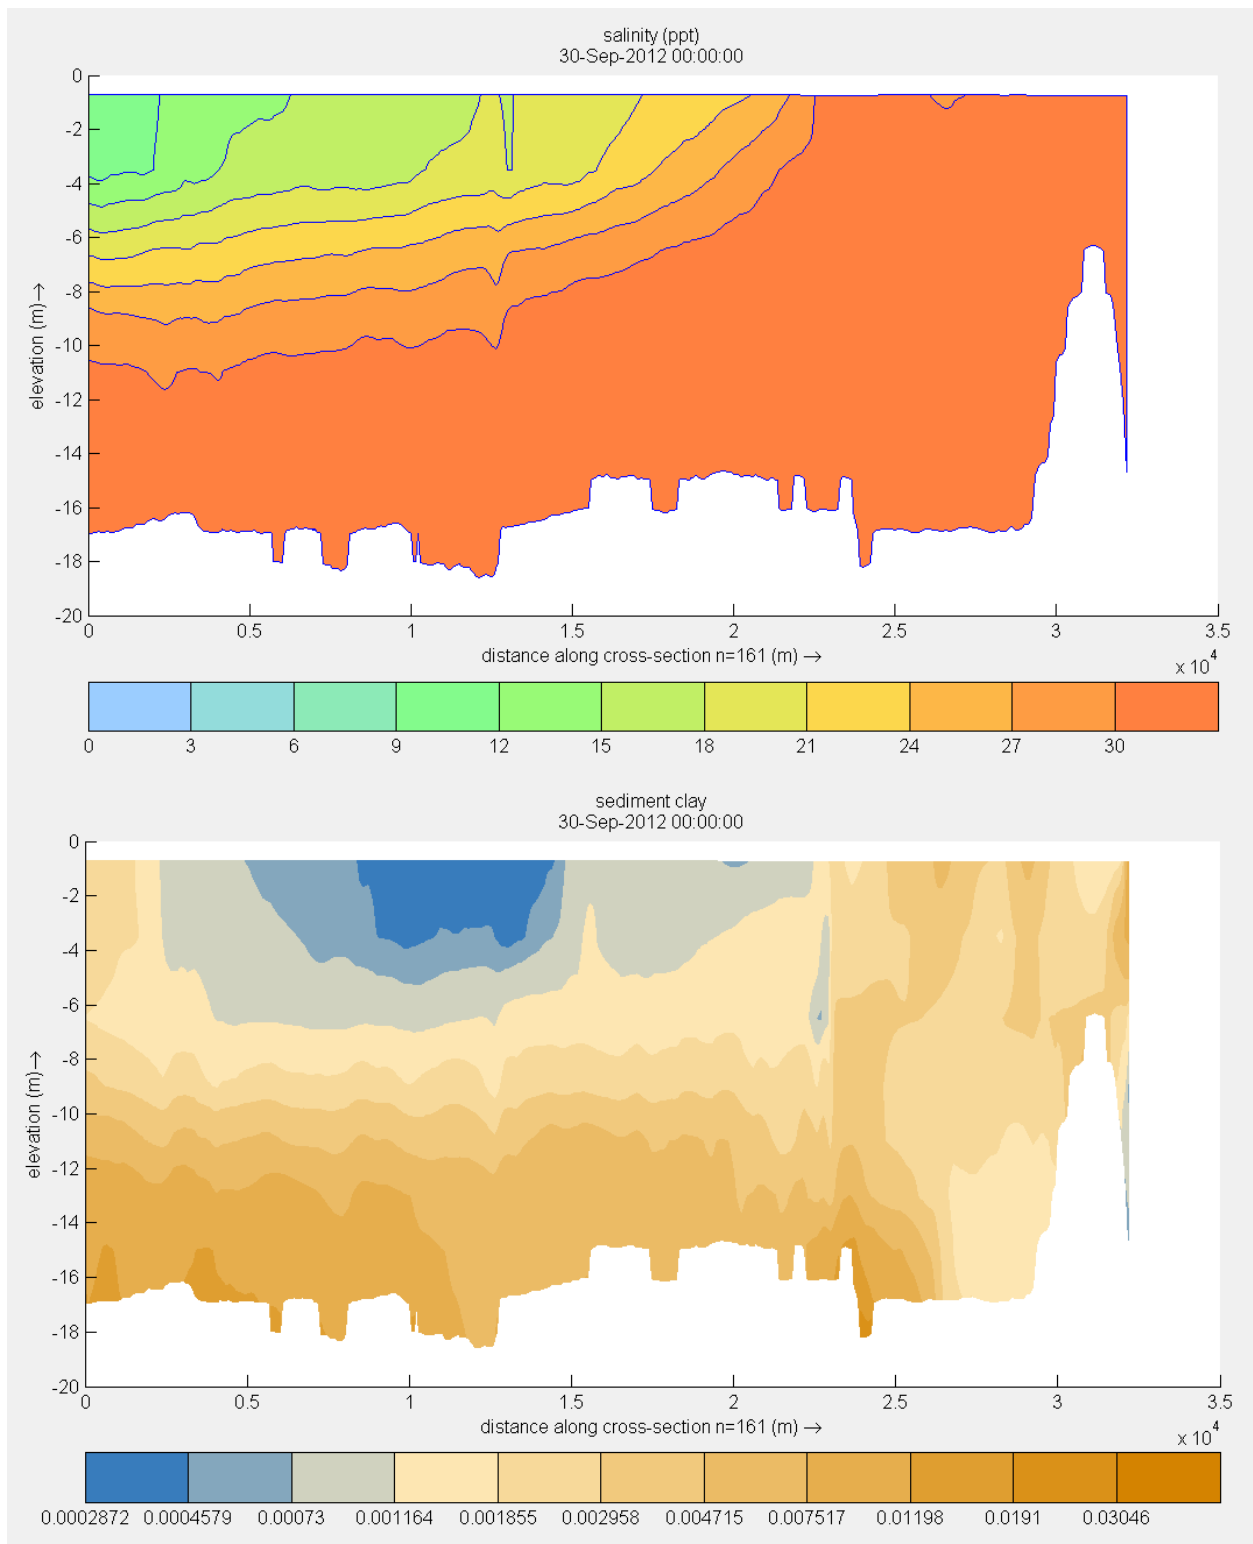 salinity (ppt)
30-Sep-2012 00:00:00
0
-2
-4
-6
-8
-10
-12
-14
-16
-18
-20
elevation (m)→
0 0.5 1 1.5 2 2.5 3 3.5
distance along cross-section n=161 (m) →
x 10^4
0 3 6 9 12 15 18 21 24 27 30
sediment clay
30-Sep-2012 00:00:00
0
-2
-4
-6
-8
-10
-12
-14
-16
-18
-20
elevation (m)→
0 0.5 1 1.5 2 2.5 3 3.5
distance along cross-section n=161 (m) →
x 10^4
0.0002872 0.0004579 0.00073 0.001164 0.001855 0.002958 0.004715 0.007517 0.01198 0.0191 0.03046